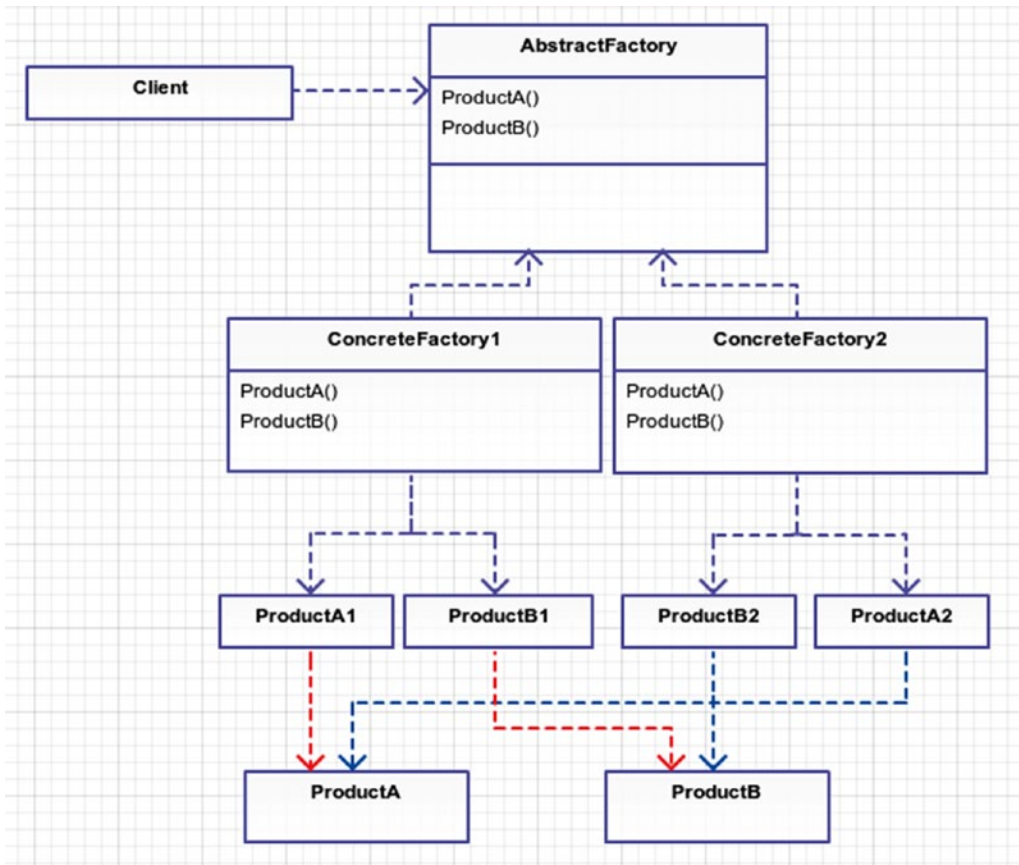 AbstractFactory
Client
ProductA()
ProductB()
ConcreteFactory1
ProductA()
ProductB()
ConcreteFactory2
ProductA()
ProductB()
ProductA1
ProductB1
ProductB2
ProductA2
ProductA
ProductB